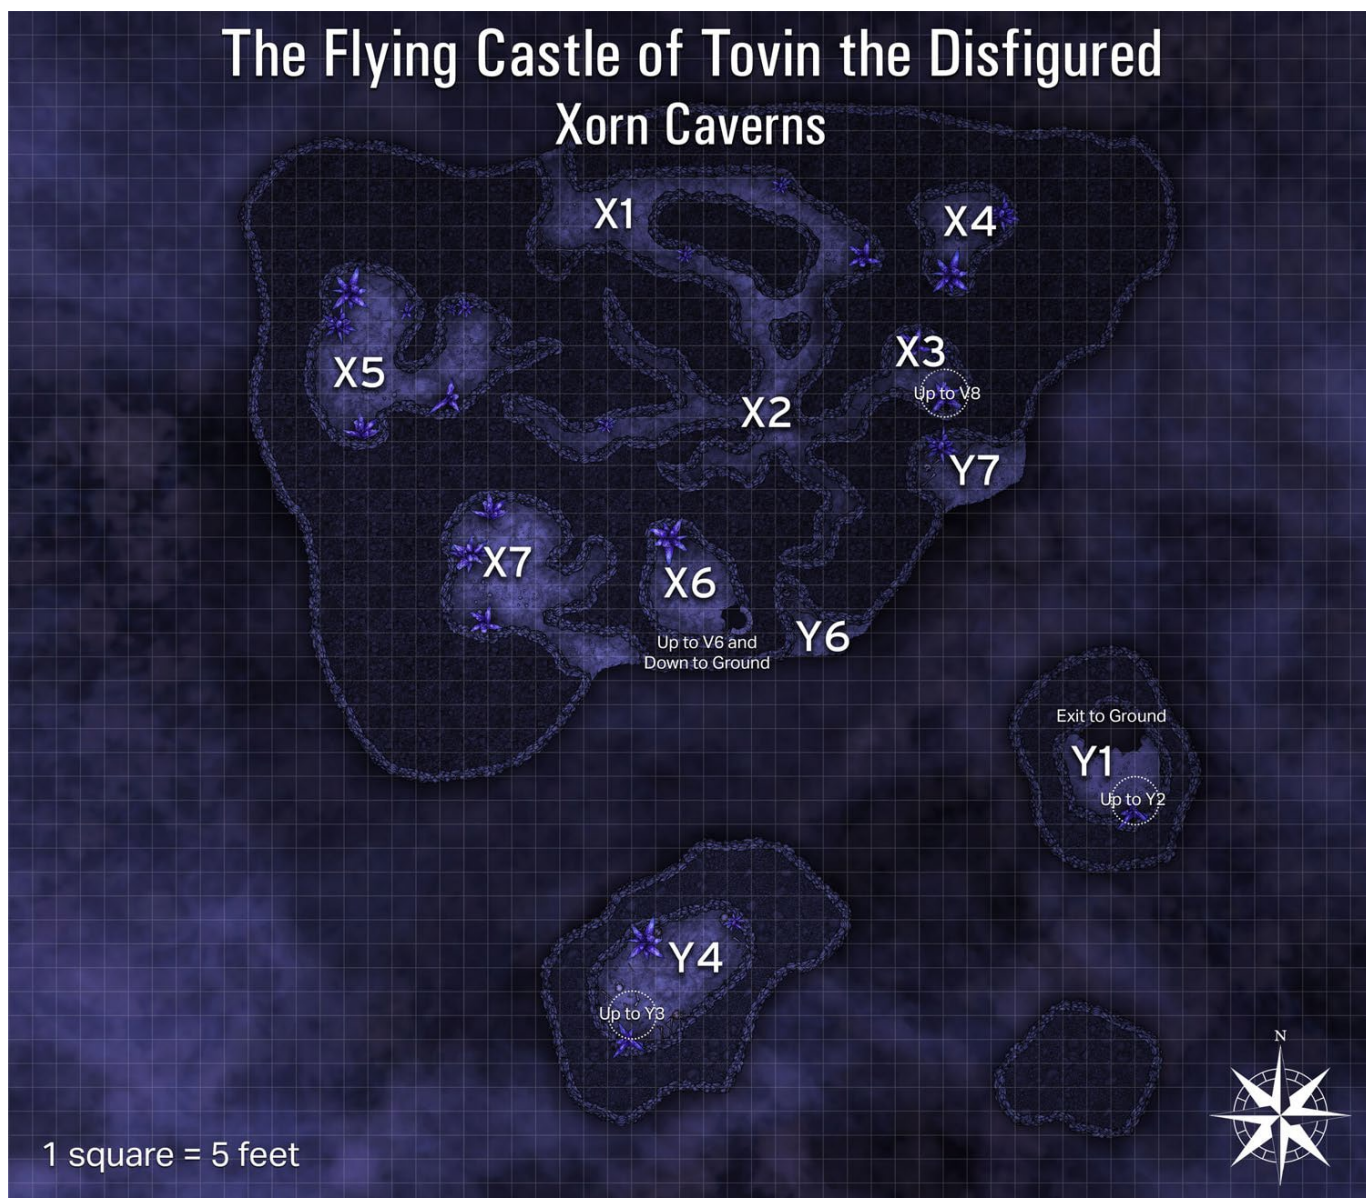 The Flying Castle of Tovin the Disfigured
Xorn Caverns
X1
X4
X3
Up to V8
X5
X2
Y7
X7
X6
Up to V6 and
Down to Ground
Y6
Exit to Ground
Y1
Up to Y2
Y4
Up to Y3
N
1 square = 5 feet